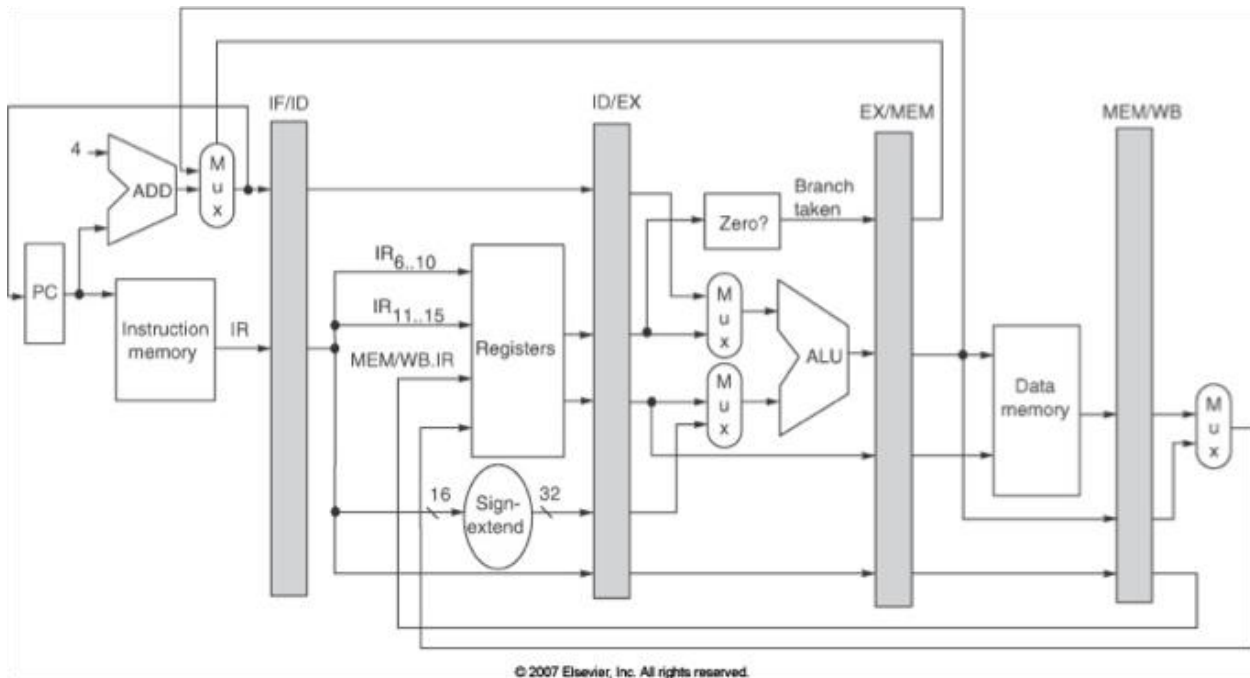 IF/ID
ID/EX
EX/MEM
MEM/WB
4
ADD
M
u
x
Branch
taken
Zero?
PC
Instruction
memory
IR
IR6..10
IR11..15
MEM/WB.IR
Registers
M
u
x
M
u
x
ALU
Data
memory
M
u
x
16
Sign-
extend
32
© 2007 Elsevier, Inc. All rights reserved.